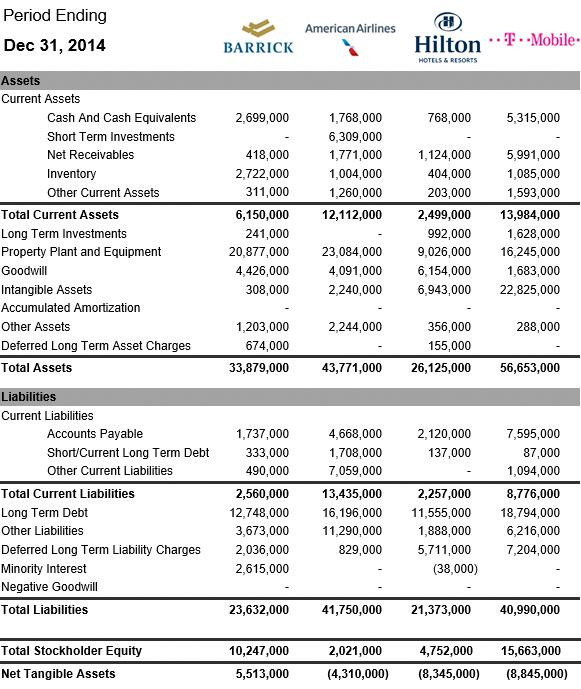 Period Ending
Dec 31, 2014
BARRICK
American Airlines
Hilton
HOTELS & RESORTS
T Mobile
Assets
Current Assets
Cash And Cash Equivalents 2,699,000 1,768,000 768,000 5,315,000
Short Term Investments - 6,309,000 - -
Net Receivables 418,000 1,771,000 1,124,000 5,991,000
Inventory 2,722,000 1,004,000 404,000 1,085,000
Other Current Assets 311,000 1,260,000 203,000 1,593,000
Total Current Assets 6,150,000 12,112,000 2,499,000 13,984,000
Long Term Investments 241,000 - 992,000 1,628,000
Property Plant and Equipment 20,877,000 23,084,000 9,026,000 16,245,000
Goodwill 4,426,000 4,091,000 6,154,000 1,683,000
Intangible Assets 308,000 2,240,000 6,943,000 22,825,000
Accumulated Amortization - - - -
Other Assets 1,203,000 2,244,000 356,000 288,000
Deferred Long Term Asset Charges 674,000 - 155,000 -
Total Assets 33,879,000 43,771,000 26,125,000 56,653,000
Liabilities
Current Liabilities
Accounts Payable 1,737,000 4,668,000 2,120,000 7,595,000
Short/Current Long Term Debt 333,000 1,708,000 137,000 87,000
Other Current Liabilities 490,000 7,059,000 - 1,094,000
Total Current Liabilities 2,560,000 13,435,000 2,257,000 8,776,000
Long Term Debt 12,748,000 16,196,000 11,555,000 18,794,000
Other Liabilities 3,673,000 11,290,000 1,888,000 6,216,000
Deferred Long Term Liability Charges 2,036,000 829,000 5,711,000 7,204,000
Minority Interest 2,615,000 - (38,000) -
Negative Goodwill - - - -
Total Liabilities 23,632,000 41,750,000 21,373,000 40,990,000
Total Stockholder Equity 10,247,000 2,021,000 4,752,000 15,663,000
Net Tangible Assets 5,513,000 (4,310,000) (8,345,000) (8,845,000)